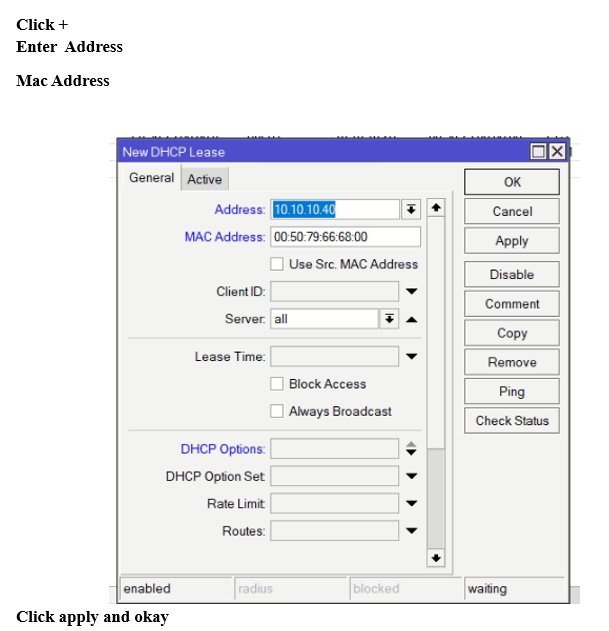 Click +
Enter Address
Mac Address
New DHCP Lease
General Active
OK
Address: 10.10.10.40
Cancel
MAC Address: 00:50:79:66:68:00
Apply
Use Src. MAC Address
Disable
Client ID:
Comment
Server: all
Copy
Lease Time:
Remove
Block Access
Ping
Always Broadcast
Check Status
DHCP Options:
DHCP Option Set:
Rate Limit:
Routes:
enabled radius blocked waiting
Click apply and okay